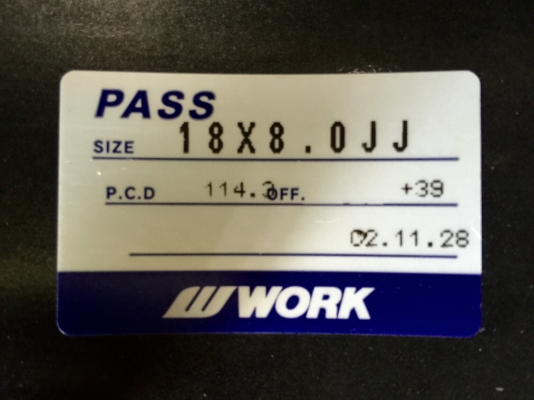 PASS
SIZE 18X8.0JJ
P.C.D 114.3 OFF. +39
02.11.28
WORK